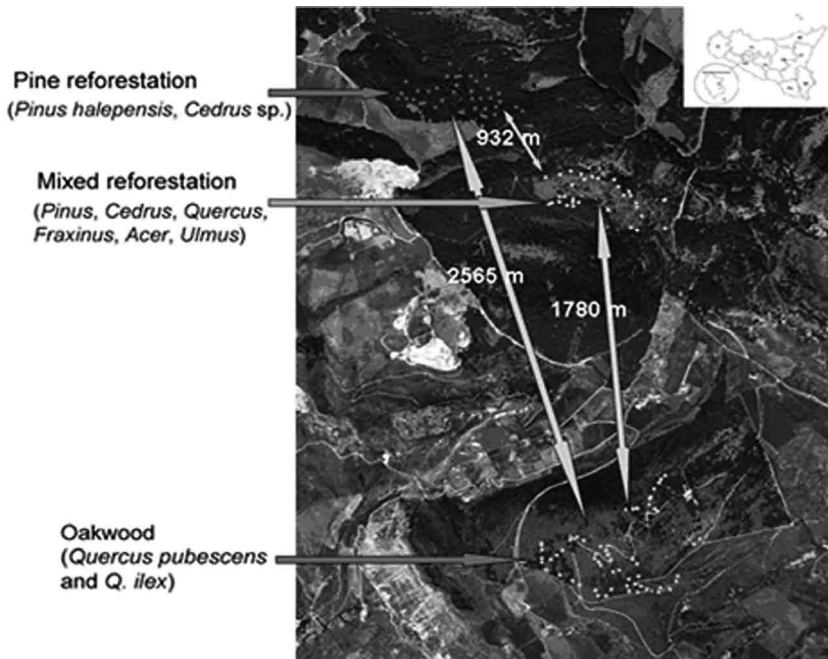 Pine reforestation
(Pinus halepensis, Cedrus sp.)
932 m
Mixed reforestation
(Pinus, Cedrus, Quercus,
Fraxinus, Acer, Ulmus)
2565 m
1780 m
Oakwood
(Quercus pubescens
and Q. ilex)